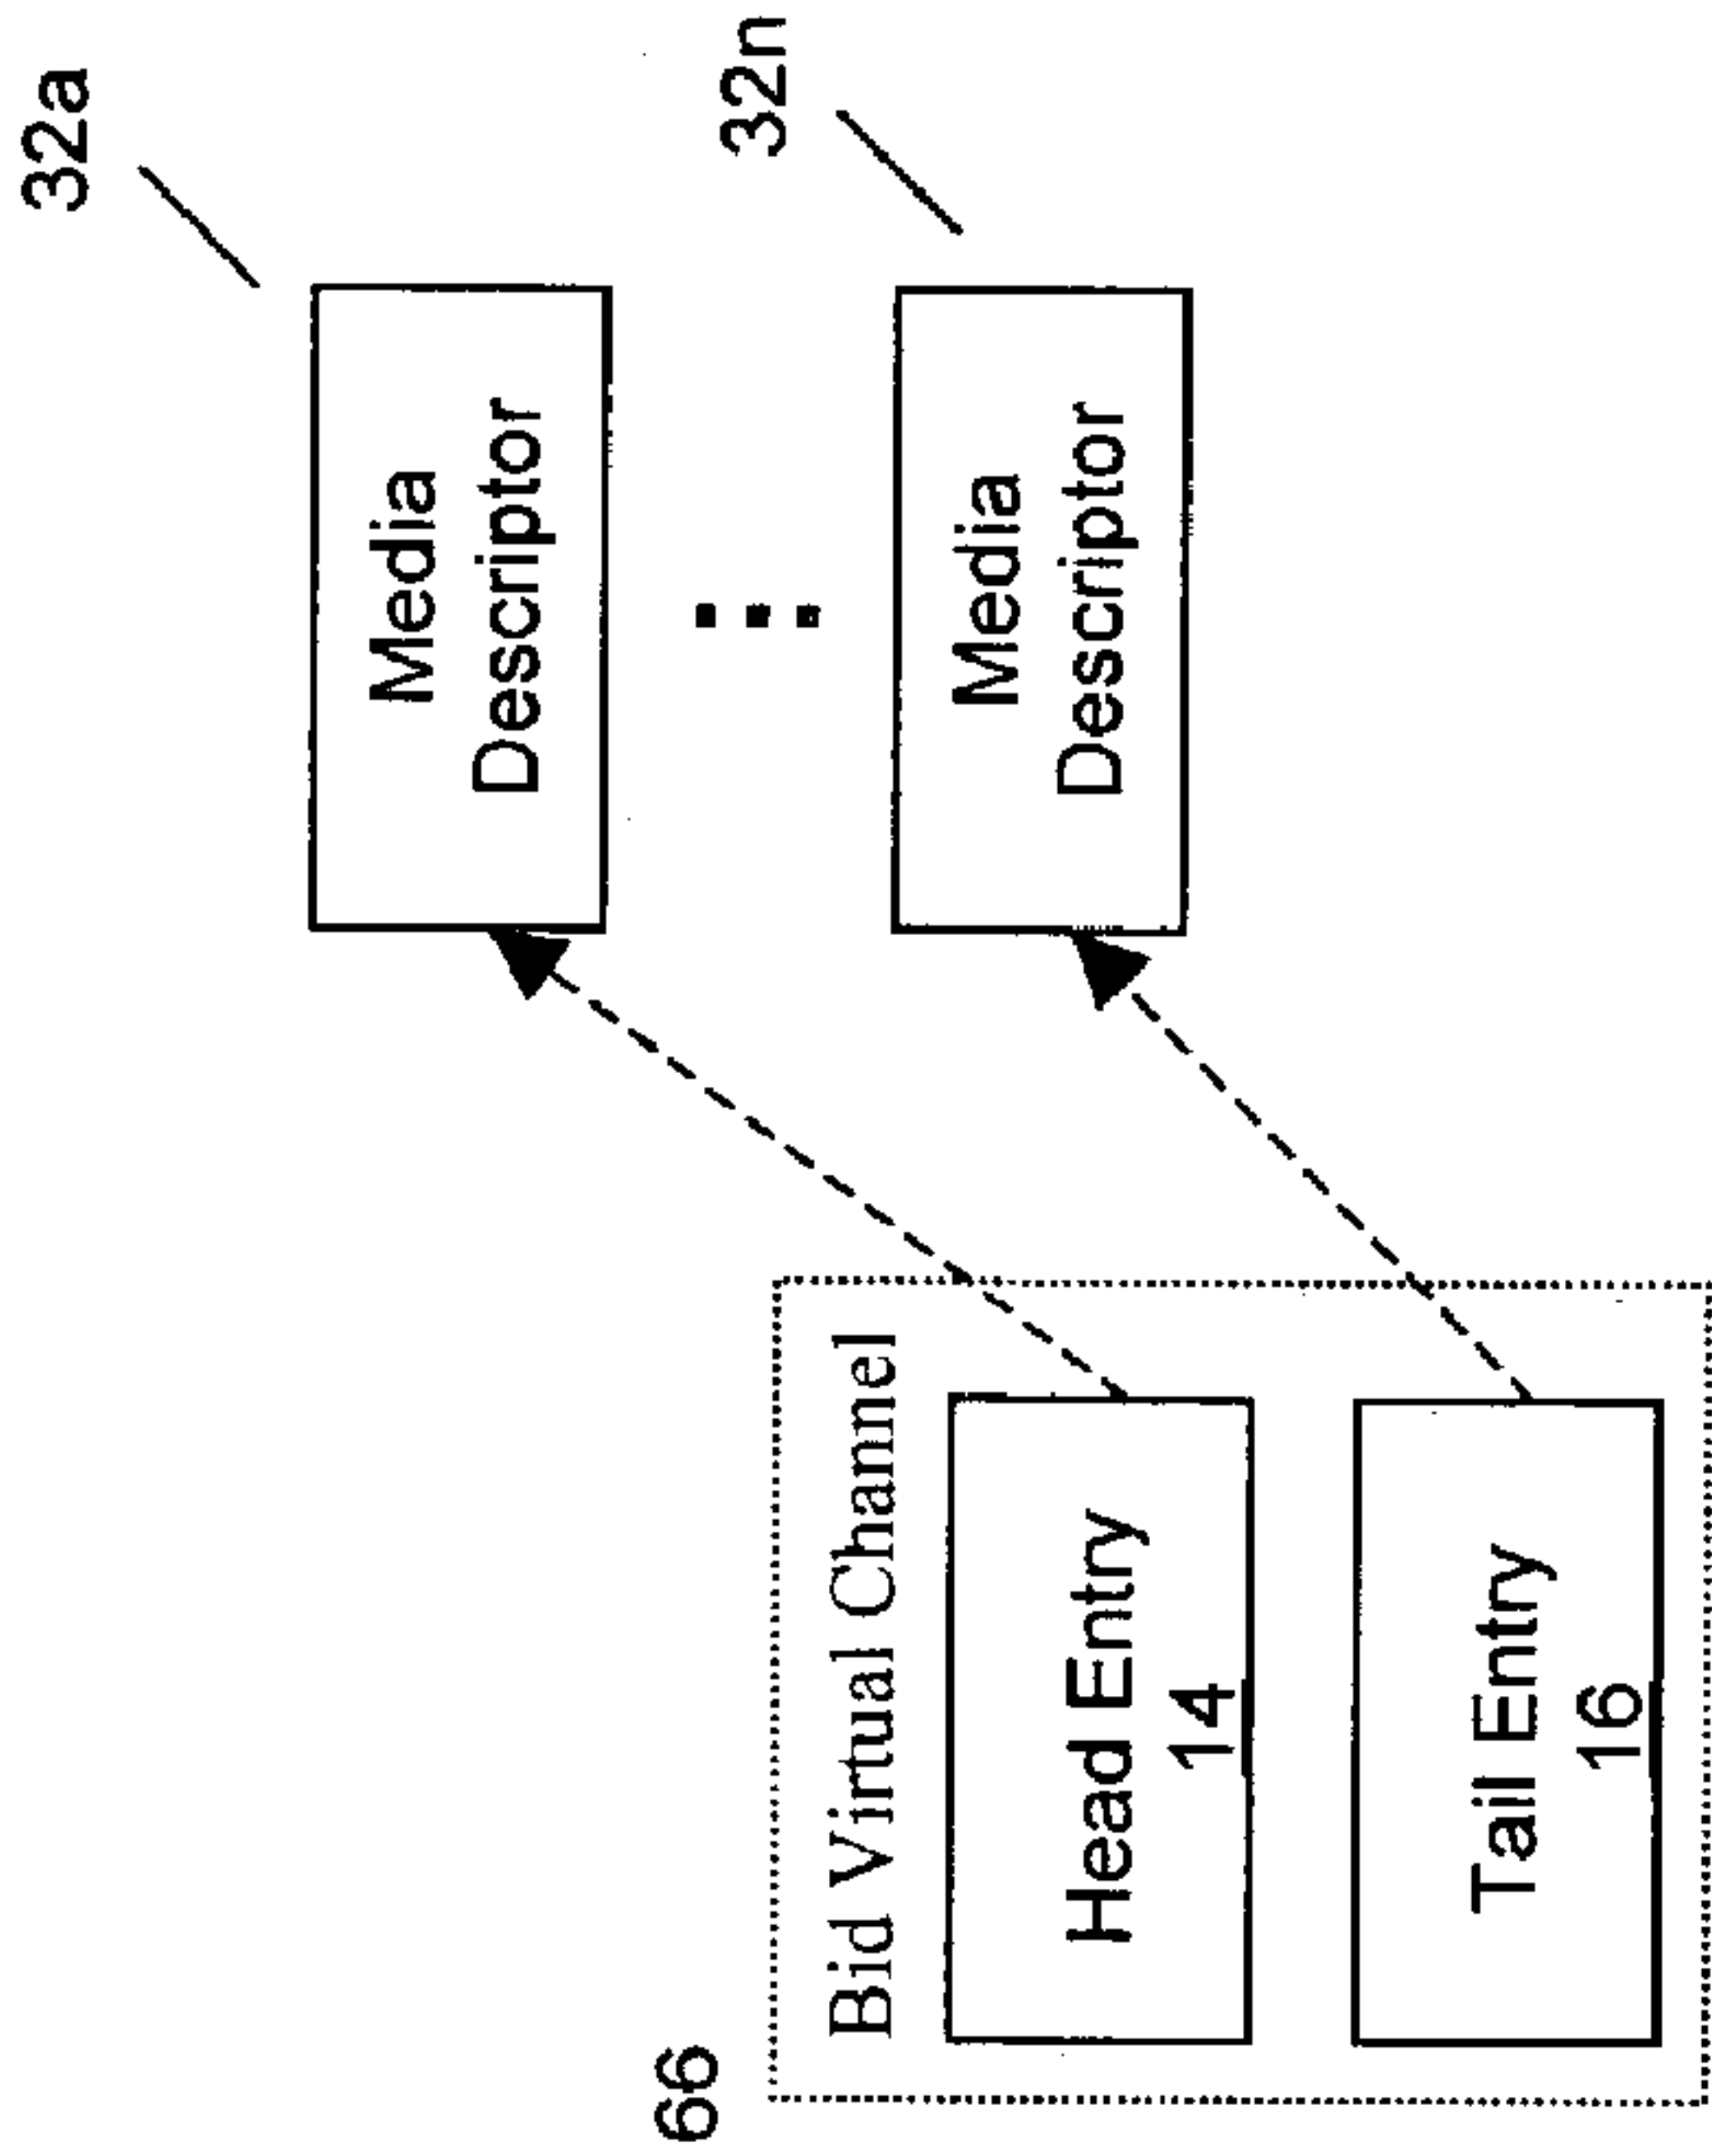 32a
Media
Descriptor
32n
Media
Descriptor
66
Bid Virtual Channel
Head Entry
14
Tail Entry
16